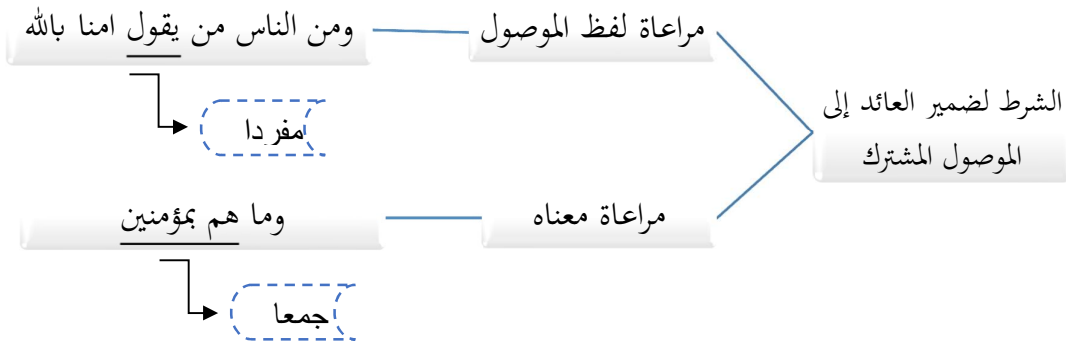 الشرط لضمير العائد إلى
الموصول المشترك
مراعاة لفظ الموصول
ومن الناس من يقول امنا بالله
مفردا
مراعاة معناه
وما هم بمؤمنين
جمعا